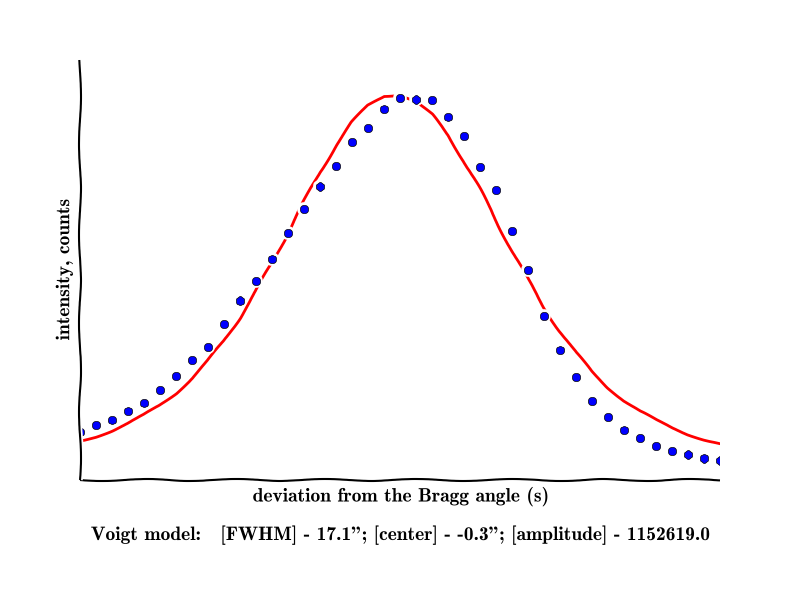 intensity, counts
deviation from the Bragg angle (s)
Voigt model: [FWHM] - 17.1”; [center] - -0.3”; [amplitude] - 1152619.0